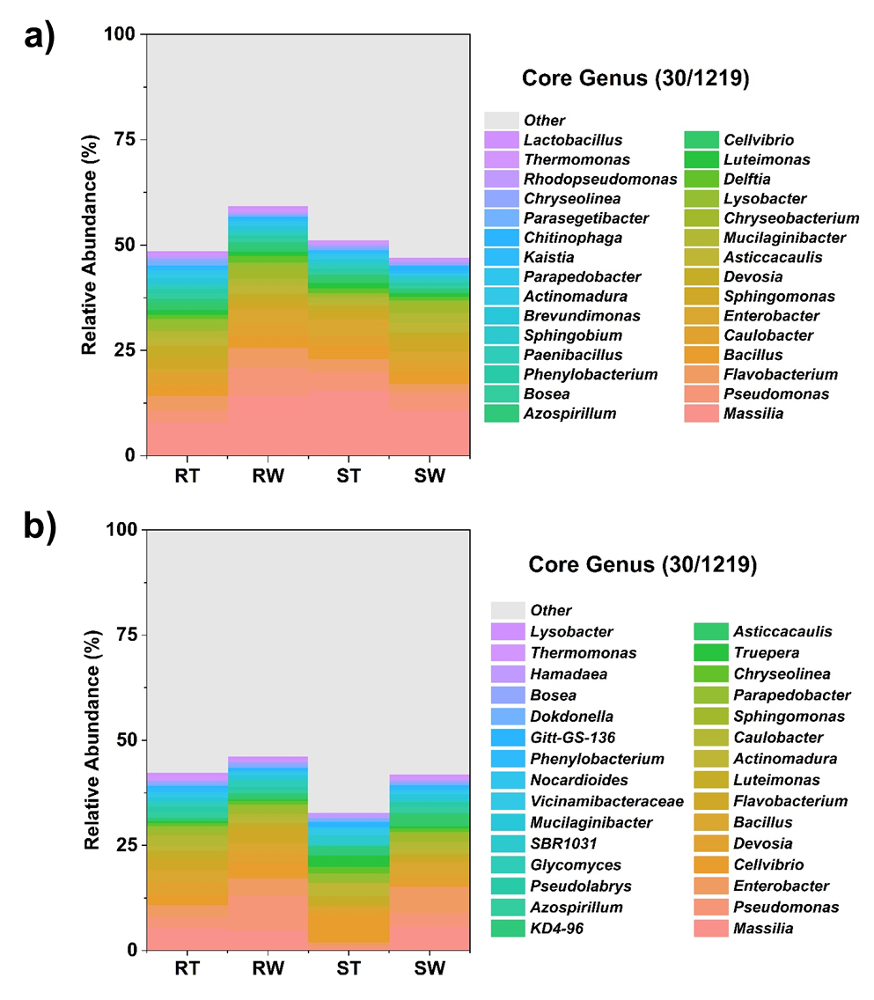 a)
100
75
50
25
0
Relative Abundance (%)
RT RW ST SW
Core Genus (30/1219)
Other
Lactobacillus Cellvibrio
Thermomonas Luteimonas
Rhodopseudomonas Delftia
Chryseolinea Lysobacter
Parasegetibacter Chryseobacterium
Chitinophaga Mucilaginibacter
Kaistia Asticcacaulis
Parapedobacter Devosia
Actinomadura Sphingomonas
Brevundimonas Enterobacter
Sphingobium Caulobacter
Paenibacillus Bacillus
Phenylobacterium Flavobacterium
Bosea Pseudomonas
Azospirillum Massilia
b)
100
75
50
25
0
Relative Abundance (%)
RT RW ST SW
Core Genus (30/1219)
Other
Lysobacter Asticcacaulis
Thermomonas Truepera
Hamadaea Chryseolinea
Bosea Parapedobacter
Dokdonella Sphingomonas
Gitt-GS-136 Caulobacter
Phenylobacterium Actinomadura
Nocardioides Luteimonas
Vicinamibacteraceae Flavobacterium
Mucilaginibacter Bacillus
SBR1031 Devosia
Glycomyces Cellvibrio
Pseudolabrys Enterobacter
Azospirillum Pseudomonas
KD4-96 Massilia